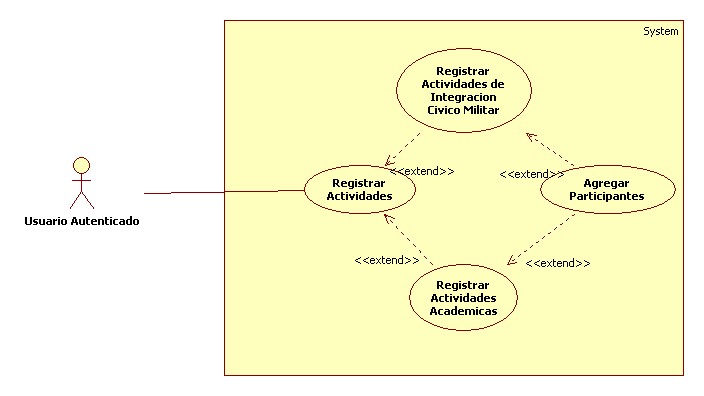 System
Registrar
Actividades de
Integracion
Civico Militar
<<extend>>
<<extend>>
Registrar
Actividades
Agregar
Participantes
Usuario Autenticado
<<extend>>
<<extend>>
Registrar
Actividades
Academicas